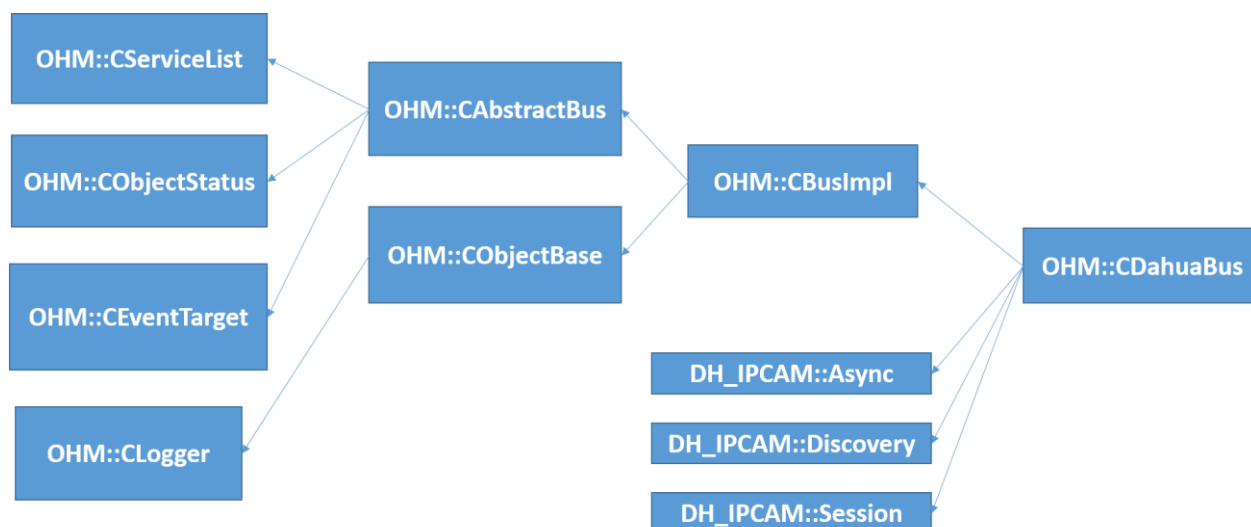 OHM::CServiceList
OHM::CObjectStatus
OHM::CEventTarget
OHM::CLogger
OHM::CAbstractBus
OHM::CObjectBase
OHM::CBusImpl
DH_IPCAM::Async
DH_IPCAM::Discovery
DH_IPCAM::Session
OHM::CDahuaBus